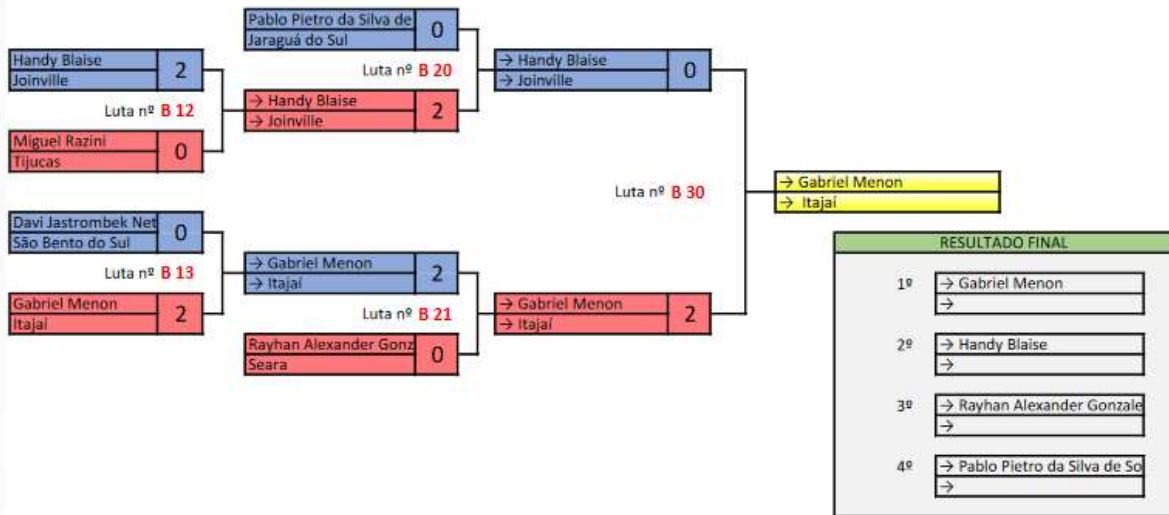 Pablo Pietro da Silva de
0
Jaraguá do Sul
Handy Blaise
2
Joinville
Luta nº B 20
→ Handy Blaise
0
→ Joinville
Luta nº B 12
→ Handy Blaise
2
→ Joinville
Miguel Razini
0
Tijucas
Luta nº B 30
→ Gabriel Menon
→ Itajaí
Davi Jastrombek Net
0
São Bento do Sul
Luta nº B 13
→ Gabriel Menon
2
→ Itajaí
Gabriel Menon
2
Itajaí
Luta nº B 21
→ Gabriel Menon
2
→ Itajaí
Rayhan Alexander Gonz
0
Seara
RESULTADO FINAL
1º → Gabriel Menon
→
2º → Handy Blaise
→
3º → Rayhan Alexander Gonzale
→
4º → Pablo Pietro da Silva de So
→